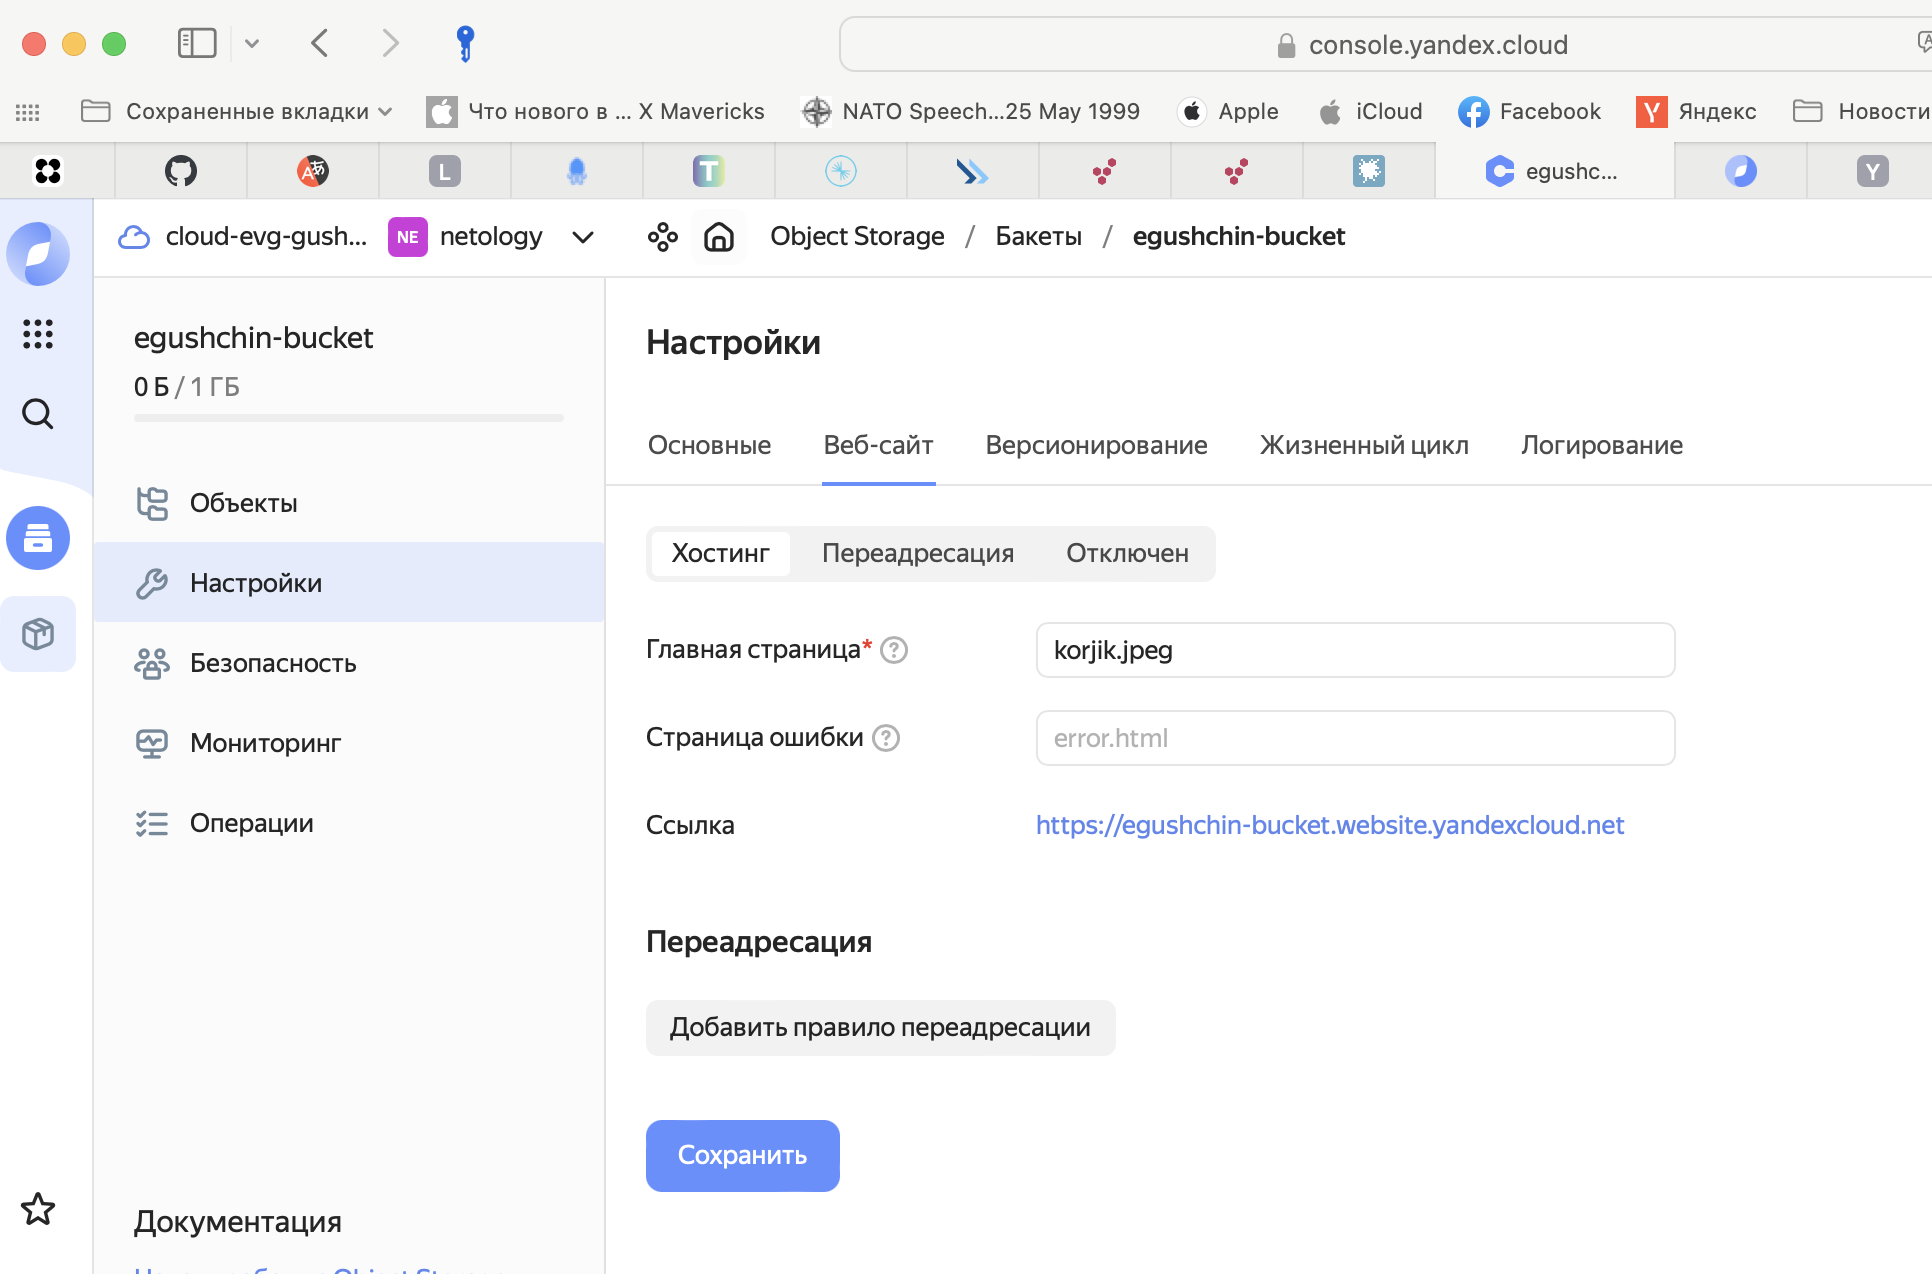 console.yandex.cloud
Сохраненные вкладки
Что нового в ... X Mavericks
NATO Speech...25 May 1999
Apple
iCloud
Facebook
Яндекс
Новости
L
T
egushc...
Y
cloud-evg-gush...
NE
netology
Object Storage / Бакеты / egushchin-bucket
egushchin-bucket
0 Б / 1 ГБ
Объекты
Настройки
Безопасность
Мониторинг
Операции
Документация
Настройки
Основные
Веб-сайт
Версионирование
Жизненный цикл
Логирование
Хостинг
Переадресация
Отключен
Главная страница*
korjik.jpeg
Страница ошибки
error.html
Ссылка
https://egushchin-bucket.website.yandexcloud.net
Переадресация
Добавить правило переадресации
Сохранить